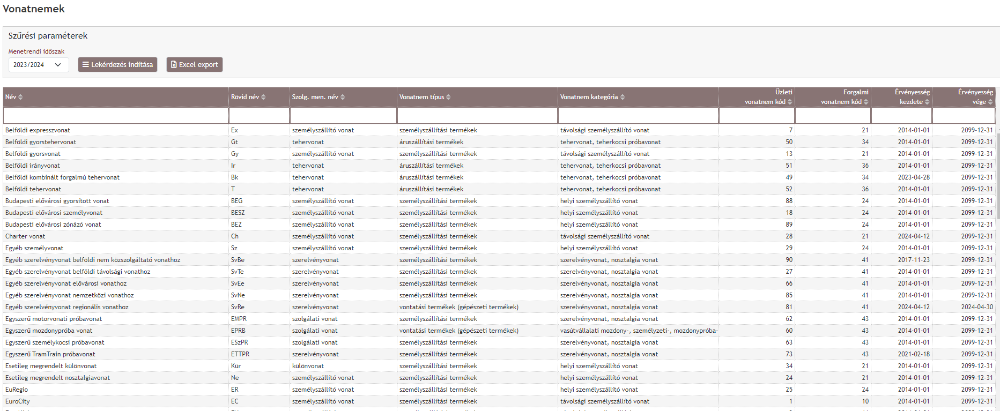 Vonatnemek
Szűrési paraméterek
Menetrendi időszak
2023/2024 Lekérdezés indítása Excel export
Név Rövid név Szolg. men. név Vonatnem típus Vonatnem kategória Üzleti vonatnem kód Forgalmi vonatnem kód Érvényesség kezdete Érvényesség vége
Belföldi expresszvonat Ex személyszállító vonat személyszállítási termékek távolsági személyszállító vonat 7 21 2014-01-01 2099-12-31
Belföldi gyorstehervonat Gt tehervonat áruszállítási termékek tehervonat, teherkocsi próbavonat 50 34 2014-01-01 2099-12-31
Belföldi gyorsvonat Gy személyszállító vonat személyszállítási termékek távolsági személyszállító vonat 13 21 2014-01-01 2099-12-31
Belföldi irányvonat Ir tehervonat áruszállítási termékek tehervonat, teherkocsi próbavonat 51 36 2014-01-01 2099-12-31
Belföldi kombinált forgalmú tehervonat Bk tehervonat áruszállítási termékek tehervonat, teherkocsi próbavonat 49 34 2023-04-28 2099-12-31
Belföldi tehervonat T tehervonat áruszállítási termékek tehervonat, teherkocsi próbavonat 52 36 2014-01-01 2099-12-31
Budapesti elővárosi gyorsított vonat BEG személyszállító vonat személyszállítási termékek helyi személyszállító vonat 88 24 2014-01-01 2099-12-31
Budapesti elővárosi személyvonat BESZ személyszállító vonat személyszállítási termékek helyi személyszállító vonat 18 24 2014-01-01 2099-12-31
Budapesti elővárosi zónázó vonat BEZ személyszállító vonat személyszállítási termékek helyi személyszállító vonat 89 24 2014-01-01 2099-12-31
Charter vonat Ch személyszállító vonat személyszállítási termékek távolsági személyszállító vonat 28 21 2024-04-12 2099-12-31
Egyéb személyvonat Sz személyszállító vonat személyszállítási termékek helyi személyszállító vonat 29 24 2014-01-01 2099-12-31
Egyéb szerelvényvonat belföldi nem közszolgáltató vonathoz SvBe szerelvényvonat személyszállítási termékek szerelvényvonat, nosztalgia vonat 90 41 2017-11-23 2099-12-31
Egyéb szerelvényvonat belföldi távolsági vonathoz SvTe szerelvényvonat személyszállítási termékek szerelvényvonat, nosztalgia vonat 27 41 2014-01-01 2099-12-31
Egyéb szerelvényvonat elővárosi vonathoz SvEe szerelvényvonat személyszállítási termékek szerelvényvonat, nosztalgia vonat 66 41 2014-01-01 2099-12-31
Egyéb szerelvényvonat nemzetközi vonathoz SvNe szerelvényvonat személyszállítási termékek szerelvényvonat, nosztalgia vonat 85 41 2014-01-01 2099-12-31
Egyéb szerelvényvonat regionális vonathoz SvRe szerelvényvonat vontatási termékek (gépészeti termékek) szerelvényvonat, nosztalgia vonat 81 41 2024-04-12 2024-04-30
Egyszerű motorvonati próbavonat EMPR szolgálati vonat személyszállítási termékek szerelvényvonat, nosztalgia vonat 62 43 2014-01-01 2099-12-31
Egyszerű mozdonypróba vonat EPRB szolgálati vonat vontatási termékek (gépészeti termékek) vasútvállalati mozdony-, személyzeti-, mozdonypróba- 60 43 2014-01-01 2099-12-31
Egyszerű személykocsi próbavonat ESzPR szolgálati vonat személyszállítási termékek szerelvényvonat, nosztalgia vonat 63 43 2014-01-01 2099-12-31
Egyszerű TramTrain próbavonat ETTPR szerelvényvonat személyszállítási termékek szerelvényvonat, nosztalgia vonat 73 43 2021-02-18 2099-12-31
Esetileg megrendelt különvonat Kür különvonat személyszállítási termékek helyi személyszállító vonat 34 21 2014-01-01 2099-12-31
Esetileg megrendelt nosztalgiavonat Ne személyszállító vonat személyszállítási termékek helyi személyszállító vonat 24 21 2014-01-01 2099-12-31
EuRegio ER személyszállító vonat személyszállítási termékek helyi személyszállító vonat 25 24 2014-01-01 2099-12-31
EuroCity EC személyszállító vonat személyszállítási termékek távolsági személyszállító vonat 1 10 2014-01-01 2099-12-31